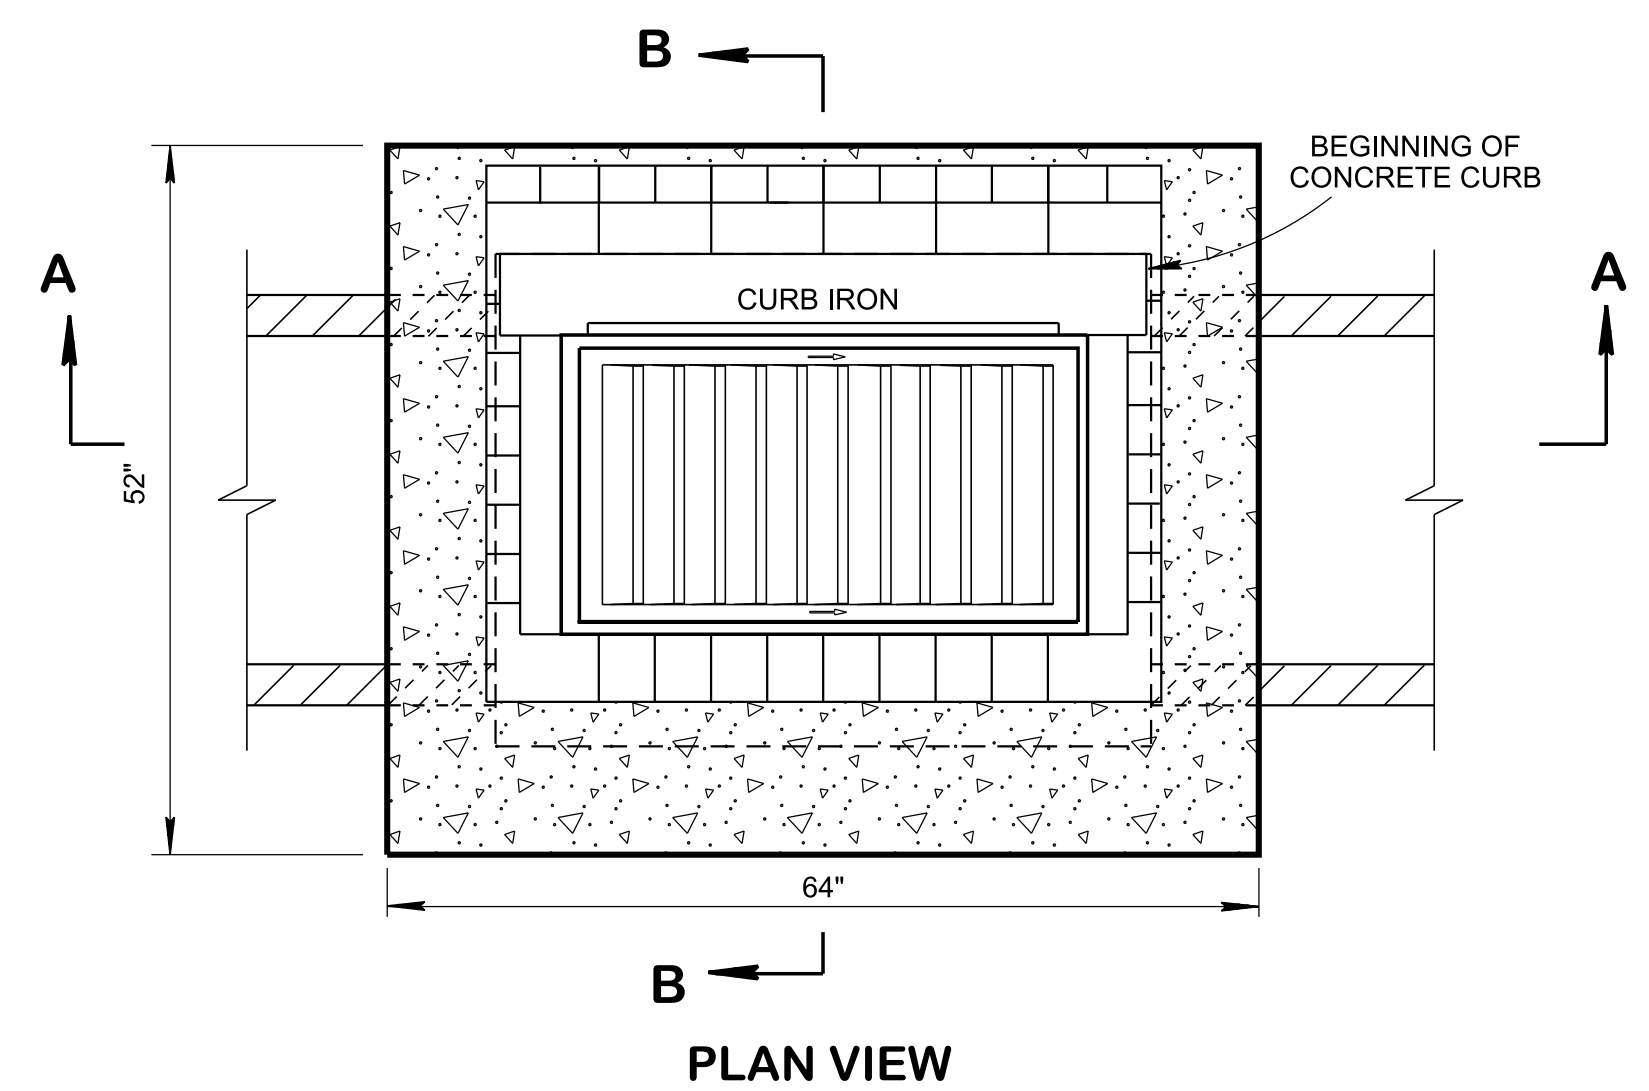 B
BEGINNING OF
CONCRETE CURB
A
A
CURB IRON
52"
64"
B
PLAN VIEW